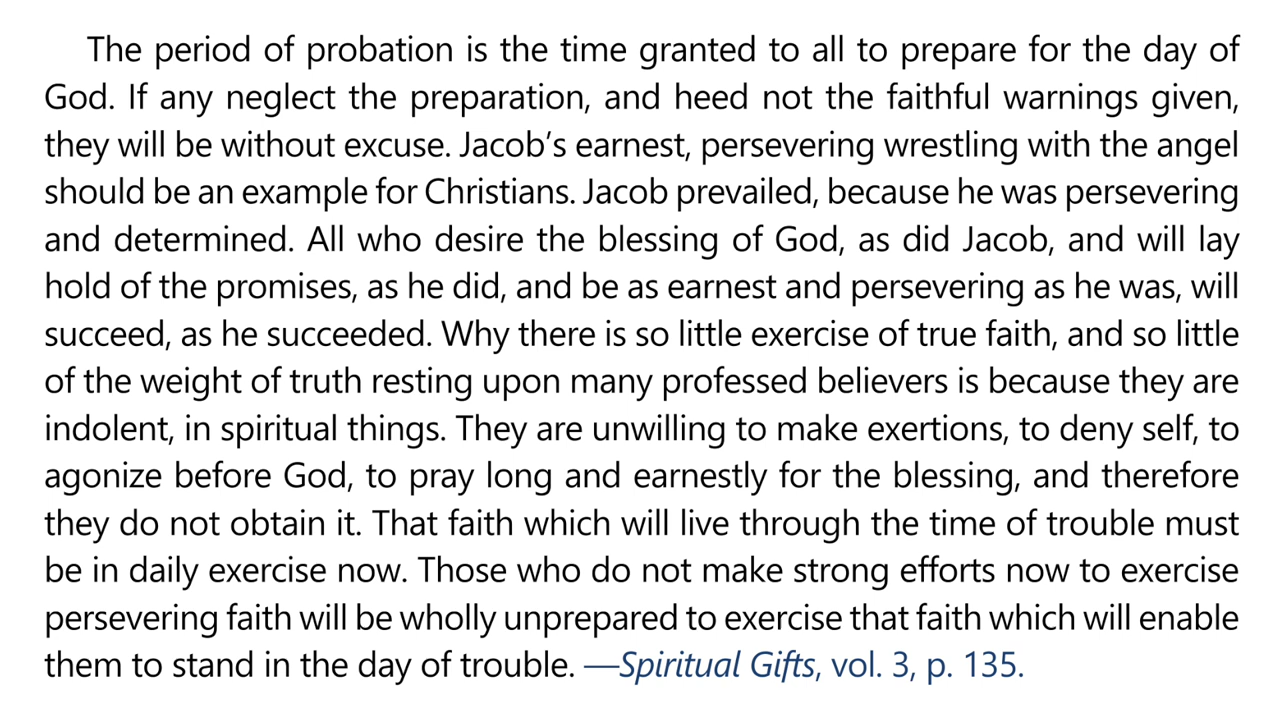 The period of probation is the time granted to all to prepare for the day of
God. If any neglect the preparation, and heed not the faithful warnings given,
they will be without excuse. Jacob’s earnest, persevering wrestling with the angel
should be an example for Christians. Jacob prevailed, because he was persevering
and determined. All who desire the blessing of God, as did Jacob, and will lay
hold of the promises, as he did, and be as earnest and persevering as he was, will
succeed, as he succeeded. Why there is so little exercise of true faith, and so little
of the weight of truth resting upon many professed believers is because they are
indolent, in spiritual things. They are unwilling to make exertions, to deny self, to
agonize before God, to pray long and earnestly for the blessing, and therefore
they do not obtain it. That faith which will live through the time of trouble must
be in daily exercise now. Those who do not make strong efforts now to exercise
persevering faith will be wholly unprepared to exercise that faith which will enable
them to stand in the day of trouble. —Spiritual Gifts, vol. 3, p. 135.